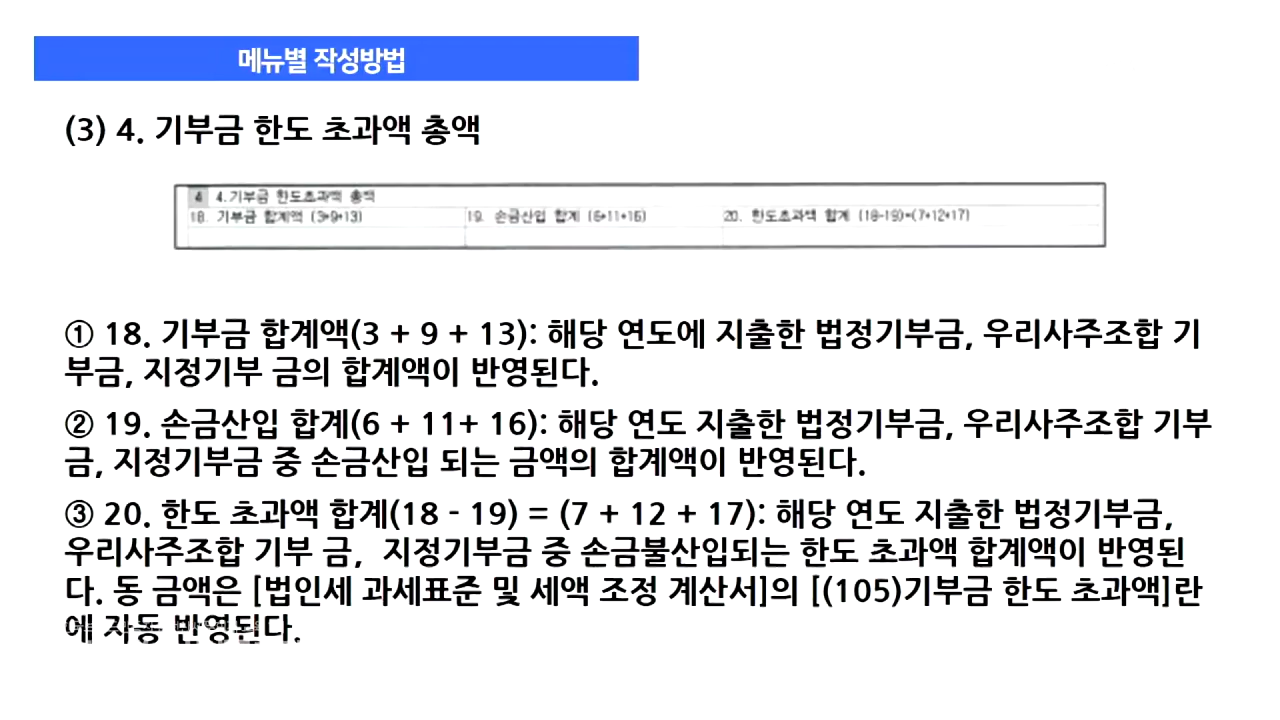 메뉴별 작성방법
(3) 4. 기부금 한도 초과액 총액
4 4.기부금 한도초과액 총액
18. 기부금 합계액 (3+9+13) 19. 손금산입 합계 (6+11+16) 20. 한도초과액 합계 (18-19)=(7+12+17)
① 18. 기부금 합계액(3 + 9 + 13): 해당 연도에 지출한 법정기부금, 우리사주조합 기
부금, 지정기부 금의 합계액이 반영된다.
② 19. 손금산입 합계(6 + 11+ 16): 해당 연도 지출한 법정기부금, 우리사주조합 기부
금, 지정기부금 중 손금산입 되는 금액의 합계액이 반영된다.
③ 20. 한도 초과액 합계(18 - 19) = (7 + 12 + 17): 해당 연도 지출한 법정기부금,
우리사주조합 기부 금, 지정기부금 중 손금불산입되는 한도 초과액 합계액이 반영된
다. 동 금액은 [법인세 과세표준 및 세액 조정 계산서]의 [(105)기부금 한도 초과액]란
에 자동 반영된다.